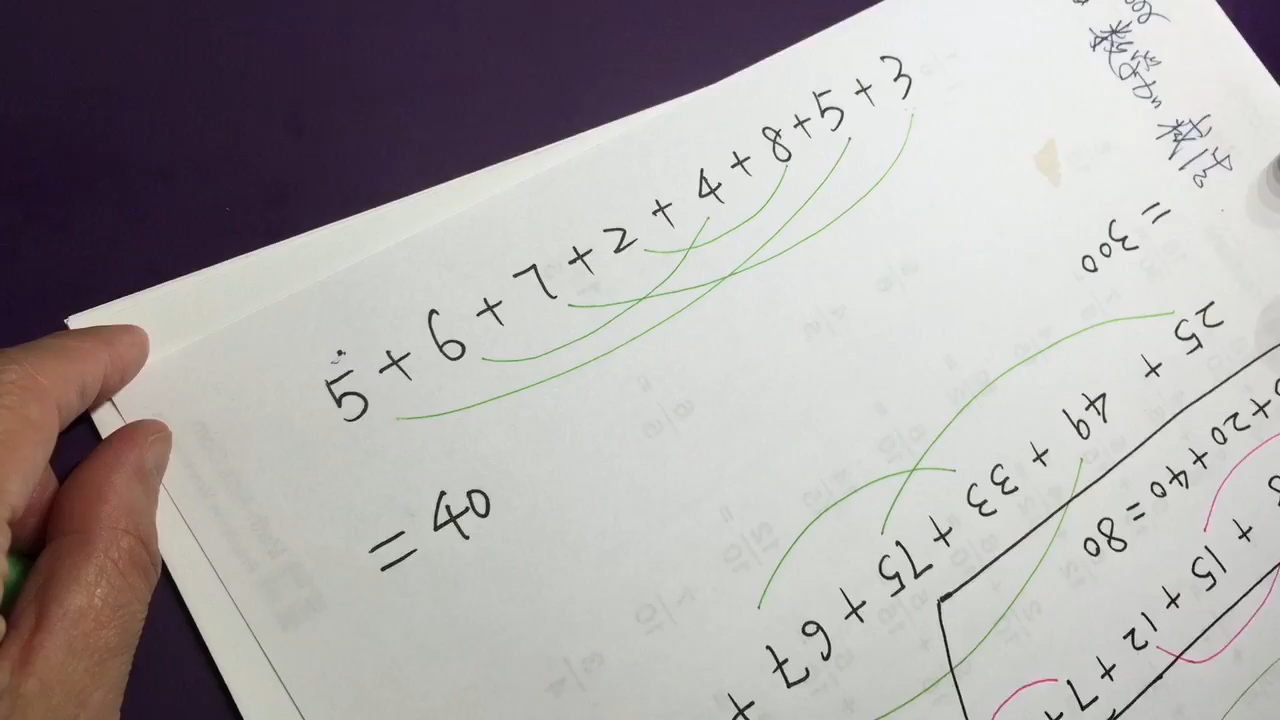 5 + 6 + 7 + 2 + 4 + 8 + 5 + 3
= 40
= 300
25 + 49 + 33 + 75 + 67 +
+ 20 + 40 = 80
+ 15 + 12 + 7 +